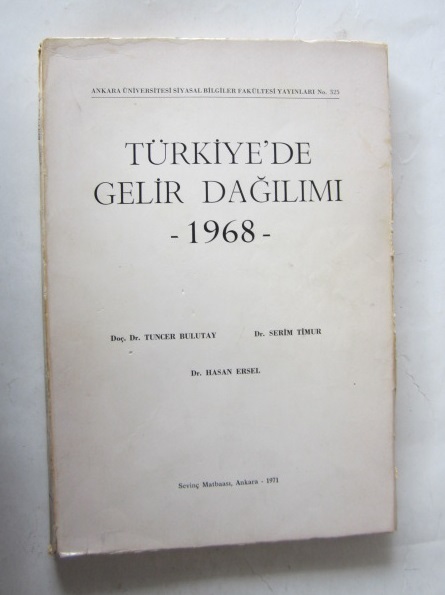 ANKARA ÜNİVERSİTESİ SİYASAL BİLGİLER FAKÜLTESİ YAYINLARI No. 325
TÜRKİYE'DE
GELİR DAĞILIMI
- 1968 -
Doç. Dr. TUNCER BULUTAY Dr. SERİM TİMUR
Dr. HASAN ERSEL
Sevinç Matbaası, Ankara - 1971